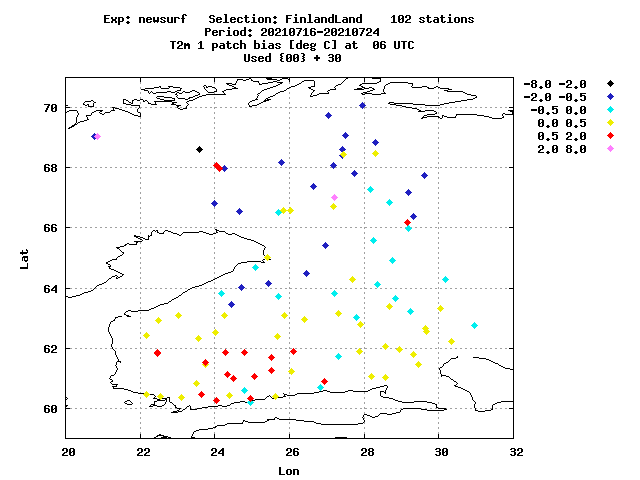 Exp: newsurf Selection: FinlandLand 102 stations
Period: 20210716-20210724
T2m 1 patch bias [deg C] at 06 UTC
Used {00} + 30
-8.0 -2.0
-2.0 -0.5
-0.5 0.0
0.0 0.5
0.5 2.0
2.0 8.0
70
68
66
64
62
60
Lat
20 22 24 26 28 30 32
Lon